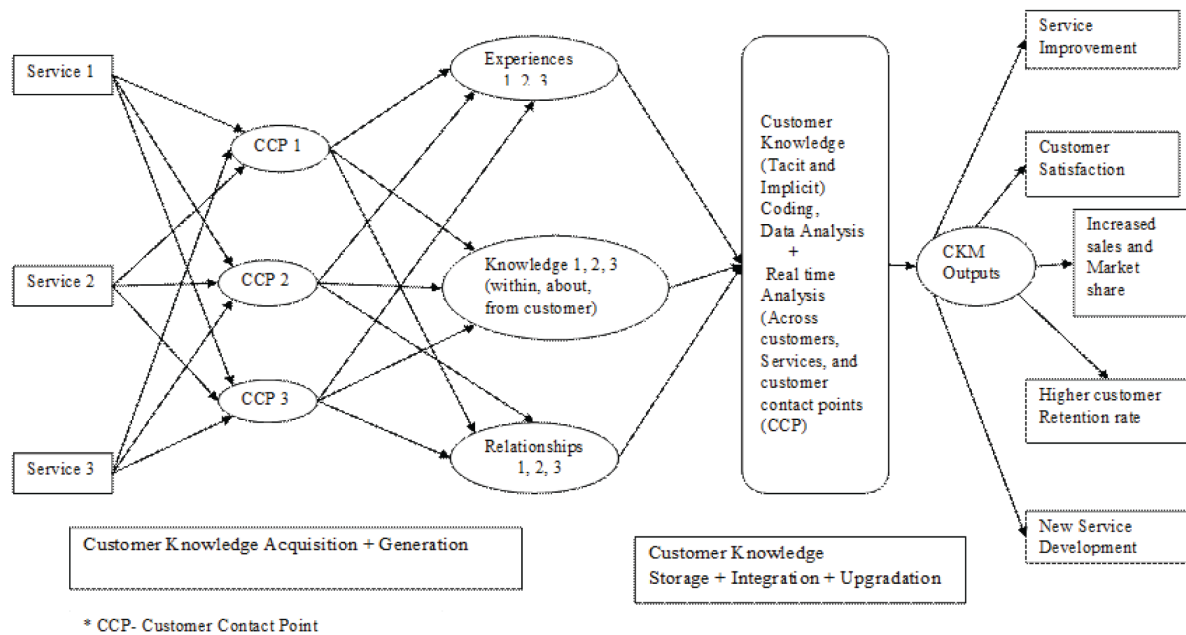 Service 1
Service 2
Service 3
CCP 1
CCP 2
CCP 3
Experiences
1, 2, 3
Knowledge 1, 2, 3
(within, about,
from customer)
Relationships
1, 2, 3
Customer
Knowledge
(Tacit and
Implicit)
Coding,
Data Analysis
+
Real time
Analysis
(Across
customers,
Services, and
customer
contact points
(CCP)
CKM
Outputs
Service
Improvement
Customer
Satisfaction
Increased
sales and
Market
share
Higher customer
Retention rate
New Service
Development
Customer Knowledge Acquisition + Generation
Customer Knowledge
Storage + Integration + Upgradation
* CCP- Customer Contact Point